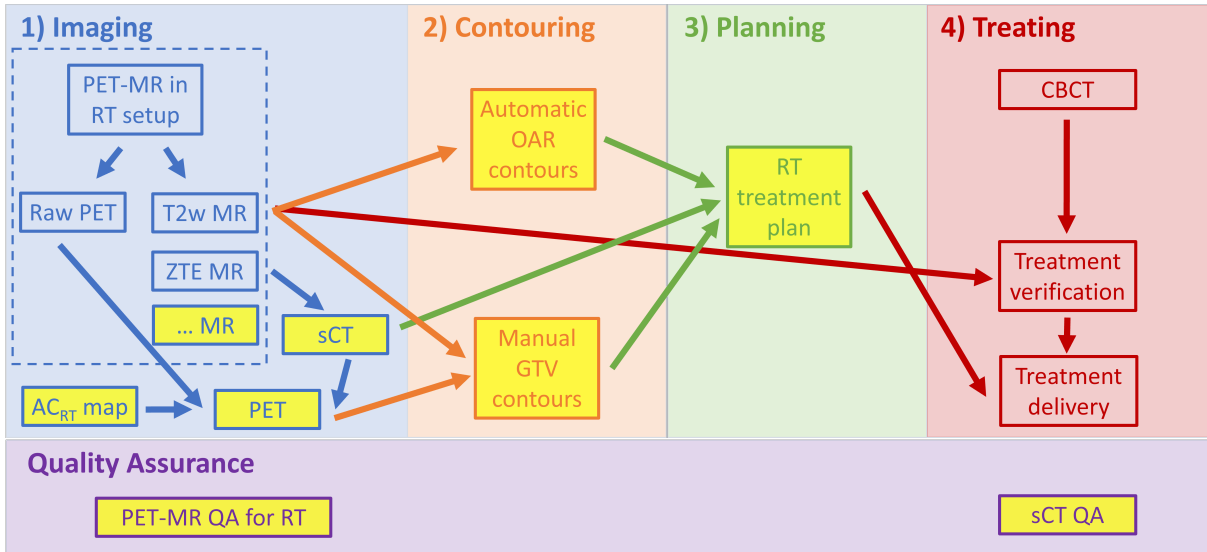 1) Imaging
PET-MR in
RT setup
Raw PET
T2w MR
ZTE MR
... MR
sCT
AC_RT map
PET
2) Contouring
Automatic
OAR
contours
Manual
GTV
contours
3) Planning
RT
treatment
plan
4) Treating
CBCT
Treatment
verification
Treatment
delivery
Quality Assurance
PET-MR QA for RT
sCT QA